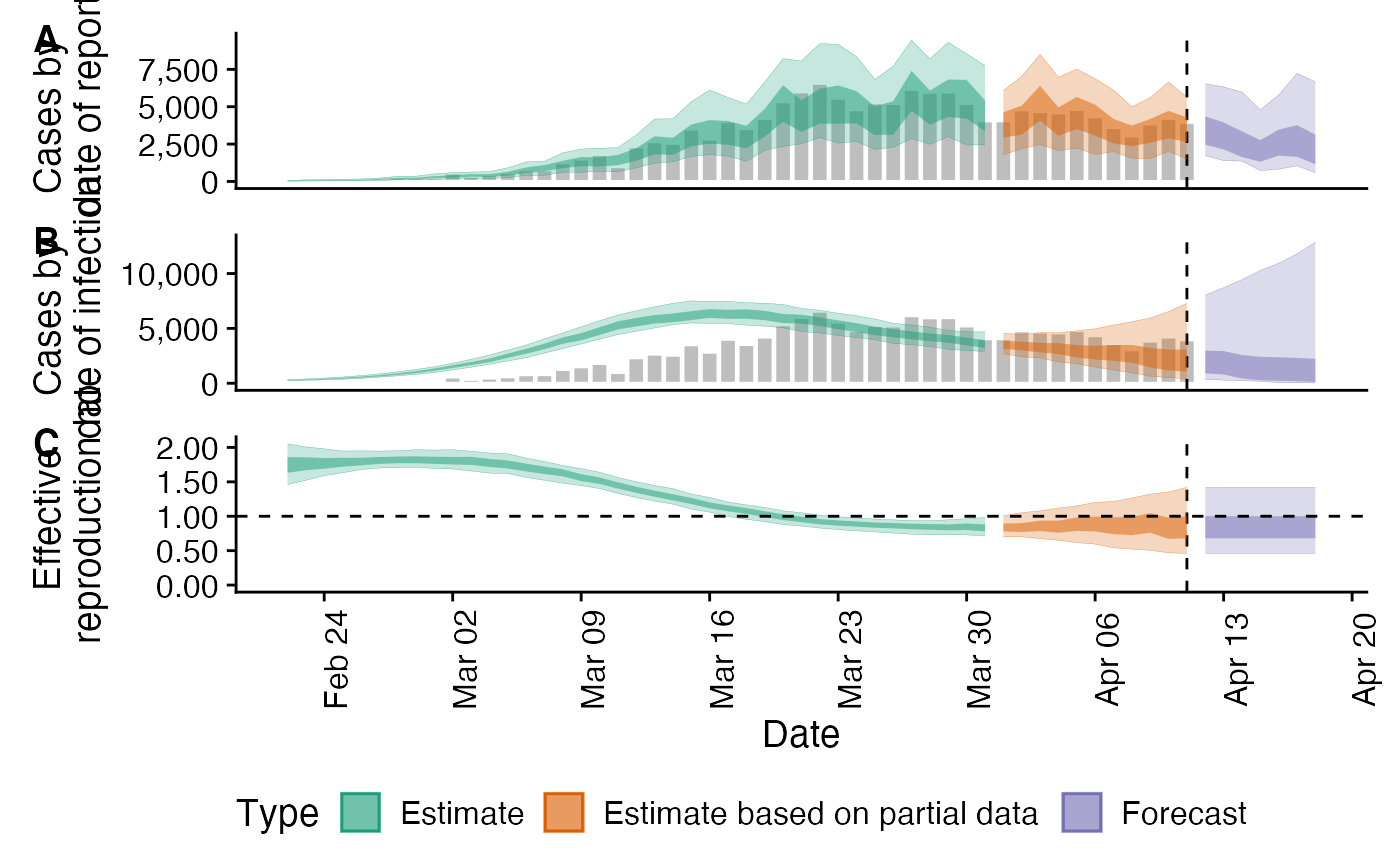 A
Cases by
date of report
7,500
5,000
2,500
0
B
Cases by
date of infection
10,000
5,000
0
C
Effective
reproduction no.
2.00
1.50
1.00
0.50
0.00
Feb 24
Mar 02
Mar 09
Mar 16
Mar 23
Mar 30
Apr 06
Apr 13
Apr 20
Date
Type
Estimate
Estimate based on partial data
Forecast